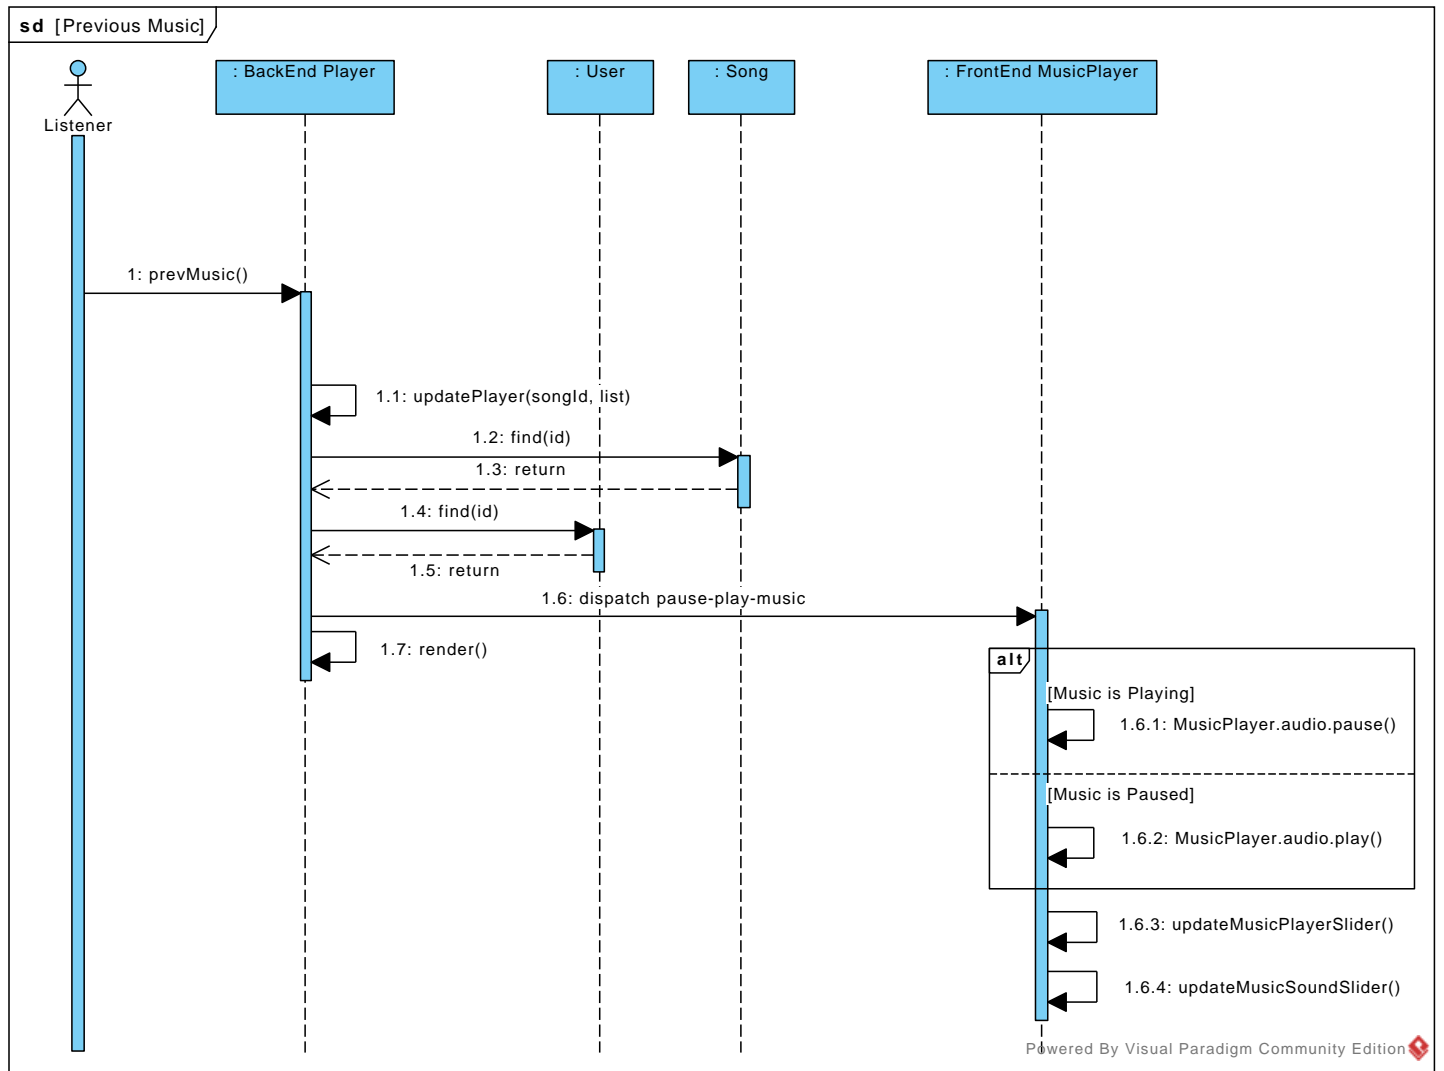 sd [Previous Music]
: BackEnd Player
: User
: Song
: FrontEnd MusicPlayer
Listener
1: prevMusic()
1.1: updatePlayer(songId, list)
1.2: find(id)
1.3: return
1.4: find(id)
1.5: return
1.6: dispatch pause-play-music
1.7: render()
alt
[Music is Playing]
1.6.1: MusicPlayer.audio.pause()
[Music is Paused]
1.6.2: MusicPlayer.audio.play()
1.6.3: updateMusicPlayerSlider()
1.6.4: updateMusicSoundSlider()
Powered By Visual Paradigm Community Edition